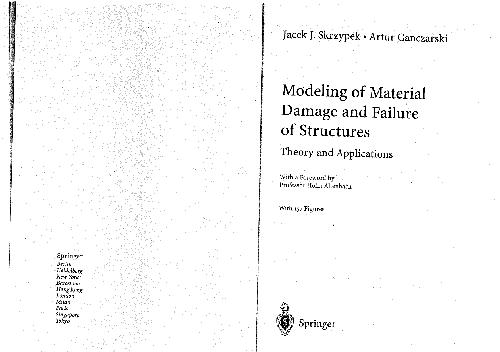 Springer
Berlin
Heidelberg
New York
Barcelona
Hong Kong
London
Milan
Paris
Singapore
Tokyo
Jacek J. Skrzypek • Artur Ganczarski
Modeling of Material
Damage and Failure
of Structures
Theory and Applications
With a Foreword by
Professor Holm Altenbach
With Figures
Springer